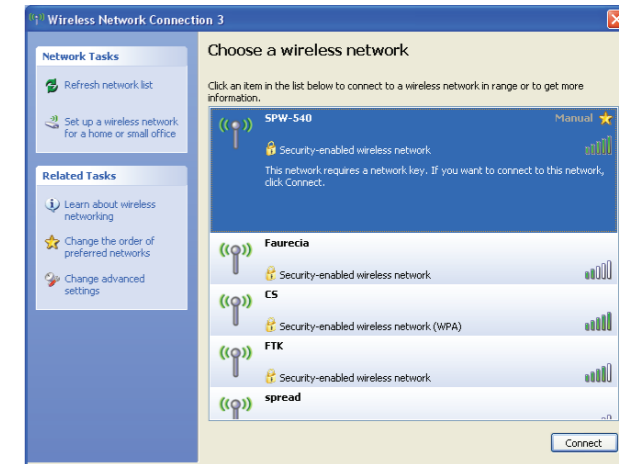 Wireless Network Connection 3
Network Tasks
Refresh network list
Set up a wireless network
for a home or small office
Related Tasks
Learn about wireless
networking
Change the order of
preferred networks
Change advanced
settings
Choose a wireless network
Click an item in the list below to connect to a wireless network in range or to get more
information.
SPW-540
Manual
Security-enabled wireless network
This network requires a network key. If you want to connect to this network,
click Connect.
Faurecia
Security-enabled wireless network
CS
Security-enabled wireless network (WPA)
FTK
Security-enabled wireless network
spread
Connect